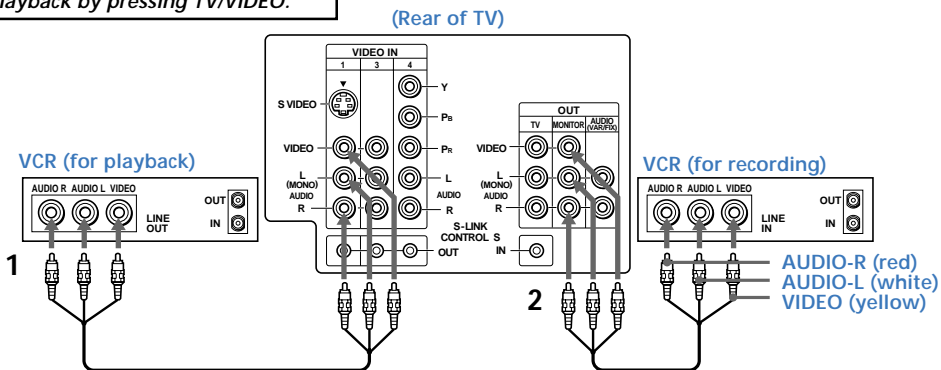 playback by pressing TV/VIDEO.
(Rear of TV)
VIDEO IN
1 3 4
S VIDEO
Y
PB
PR
VIDEO
L
(MONO)
AUDIO
R
L
AUDIO
R
S-LINK
CONTROL S
OUT
IN
OUT
TV MONITOR AUDIO
(VAR/FIX)
VIDEO
L
(MONO)
AUDIO
R
VCR (for playback)
AUDIO R AUDIO L VIDEO
LINE
OUT
OUT
IN
1
VCR (for recording)
AUDIO R AUDIO L VIDEO
LINE
IN
OUT
IN
2
AUDIO-R (red)
AUDIO-L (white)
VIDEO (yellow)